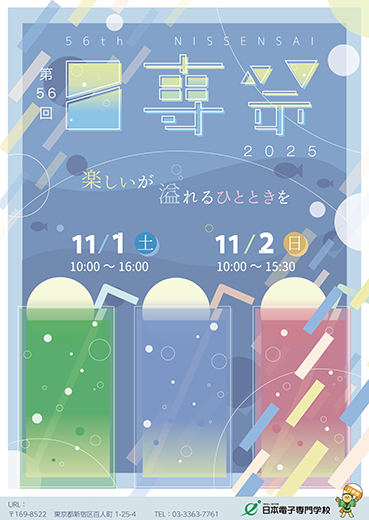 56th NISSENSAI
第56回
日専祭
2025
楽しいが
溢れるひとときを
11/1 土
10:00 〜 16:00
11/2 日
10:00 〜 15:30
URL：
〒169-8522 東京都新宿区百人町 1-25-4 TEL：03-3363-7761
日本電子専門学校